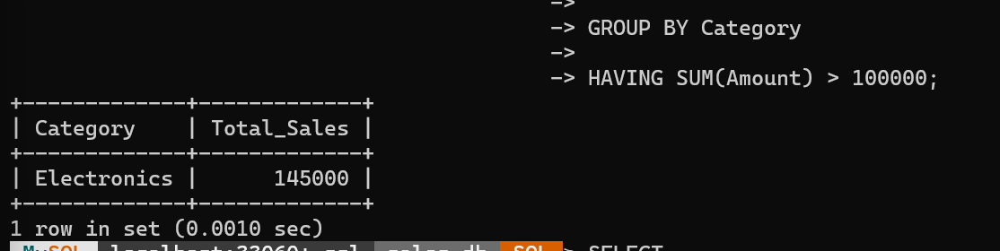 ->
-> GROUP BY Category
->
-> HAVING SUM(Amount) > 100000;
+-------------+-------------+
| Category    | Total_Sales |
+-------------+-------------+
| Electronics |      145000 |
+-------------+-------------+
1 row in set (0.0010 sec)
MySQL localhost:33060+ ssl sales_db SQL > SELECT